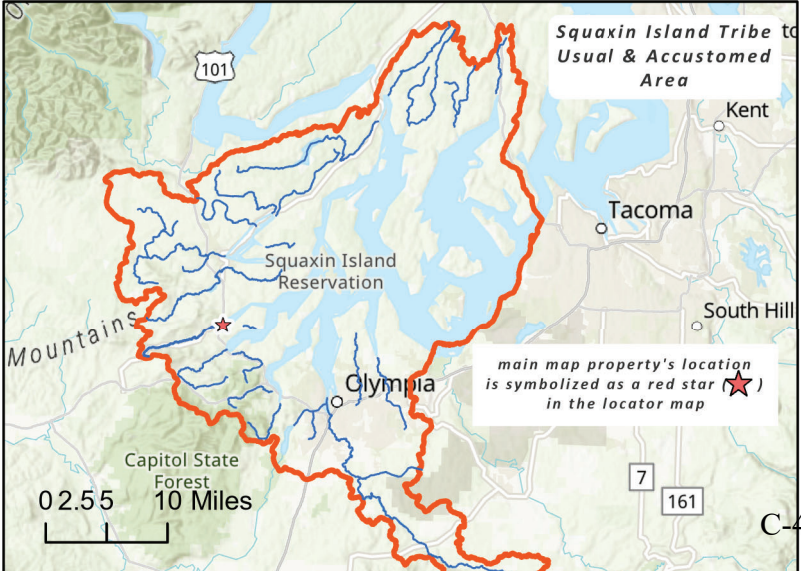 Squaxin Island Tribe
Usual & Accustomed
Area
101
Kent
Tacoma
Squaxin Island
Reservation
South Hill
Mountains
main map property's location
is symbolized as a red star ( )
in the locator map
Olympia
Capitol State
Forest
7
161
0 2.5 5 10 Miles